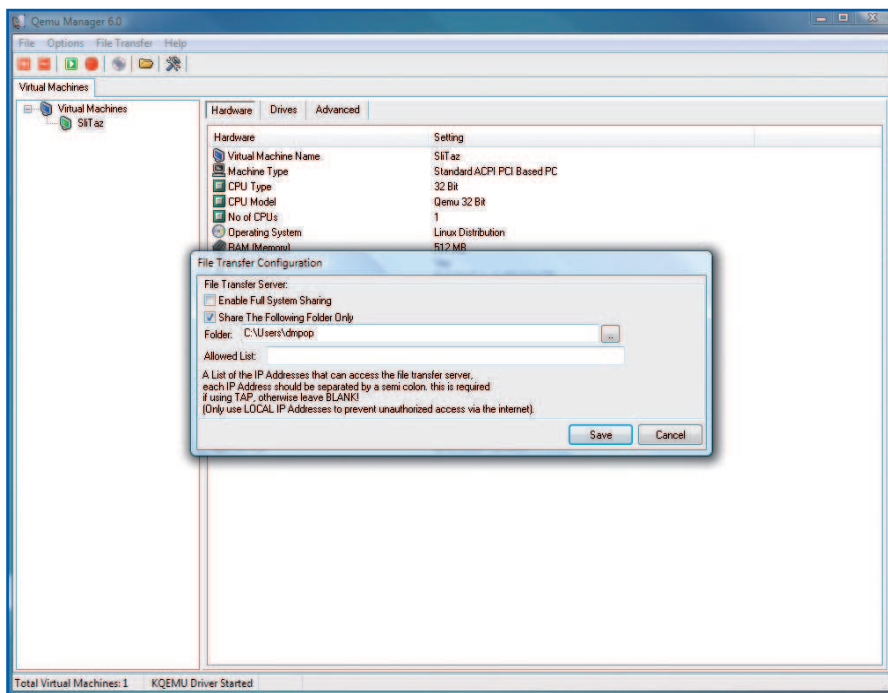 Qemu Manager 6.0
File Options File Transfer Help
Virtual Machines
Virtual Machines
SliTaz
Hardware Drives Advanced
Hardware Setting
Virtual Machine Name SliTaz
Machine Type Standard ACPI PCI Based PC
CPU Type 32 Bit
CPU Model Qemu 32 Bit
No of CPUs 1
Operating System Linux Distribution
RAM (Memory) 512 MB
File Transfer Configuration
File Transfer Server:
Enable Full System Sharing
Share The Following Folder Only
Folder: C:\Users\dmpop ..
Allowed List:
A List of the IP Addresses that can access the file transfer server,
each IP Address should be separated by a semi colon. this is required
if using TAP, otherwise leave BLANK!
(Only use LOCAL IP Addresses to prevent unauthorized access via the internet).
Save Cancel
Total Virtual Machines: 1 KQEMU Driver Started